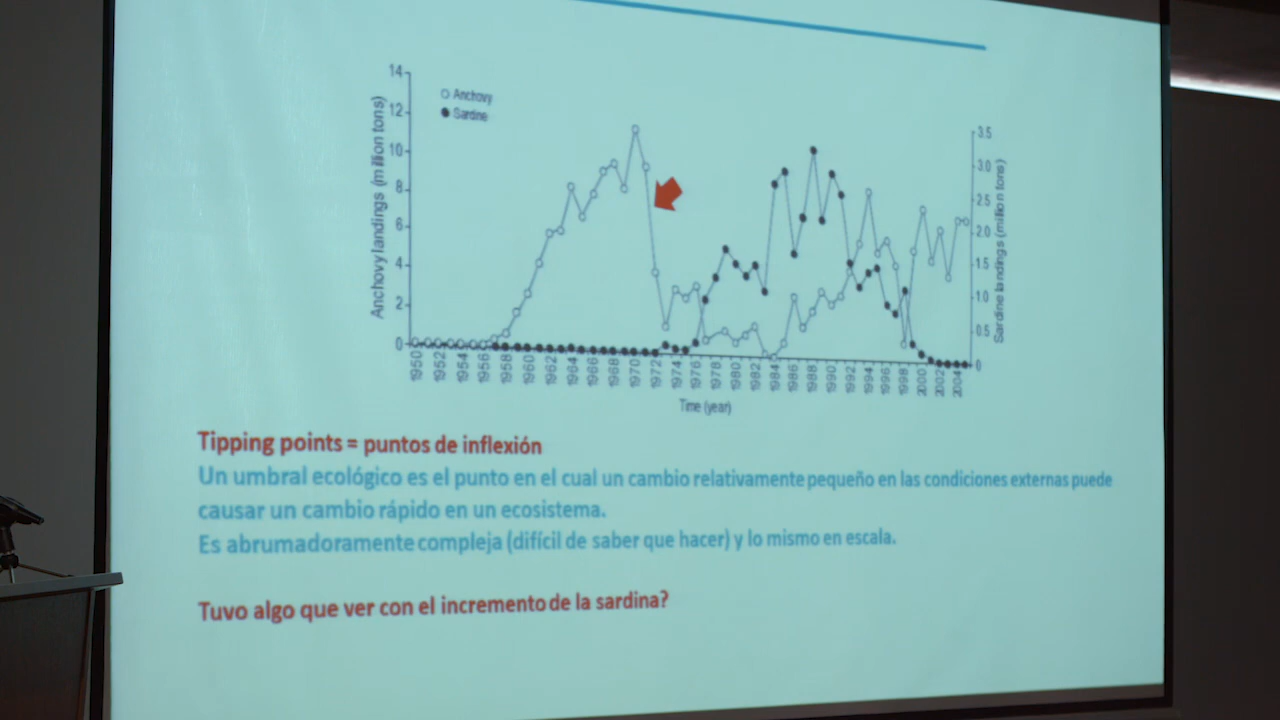 14
12
10
8
6
4
2
0
Anchovy landings (million tons)
Anchovy
Sardine
3.5
3.0
2.5
2.0
1.5
1.0
0.5
0
Sardine landings (million tons)
1950 1952 1954 1956 1958 1960 1962 1964 1966 1968 1970 1972 1974 1976 1978 1980 1982 1984 1986 1988 1990 1992 1994 1996 1998 2000 2002 2004
Time (year)
Tipping points = puntos de inflexión
Un umbral ecológico es el punto en el cual un cambio relativamente pequeño en las condiciones externas puede
causar un cambio rápido en un ecosistema.
Es abrumadoramente compleja (difícil de saber que hacer) y lo mismo en escala.
Tuvo algo que ver con el incremento de la sardina?